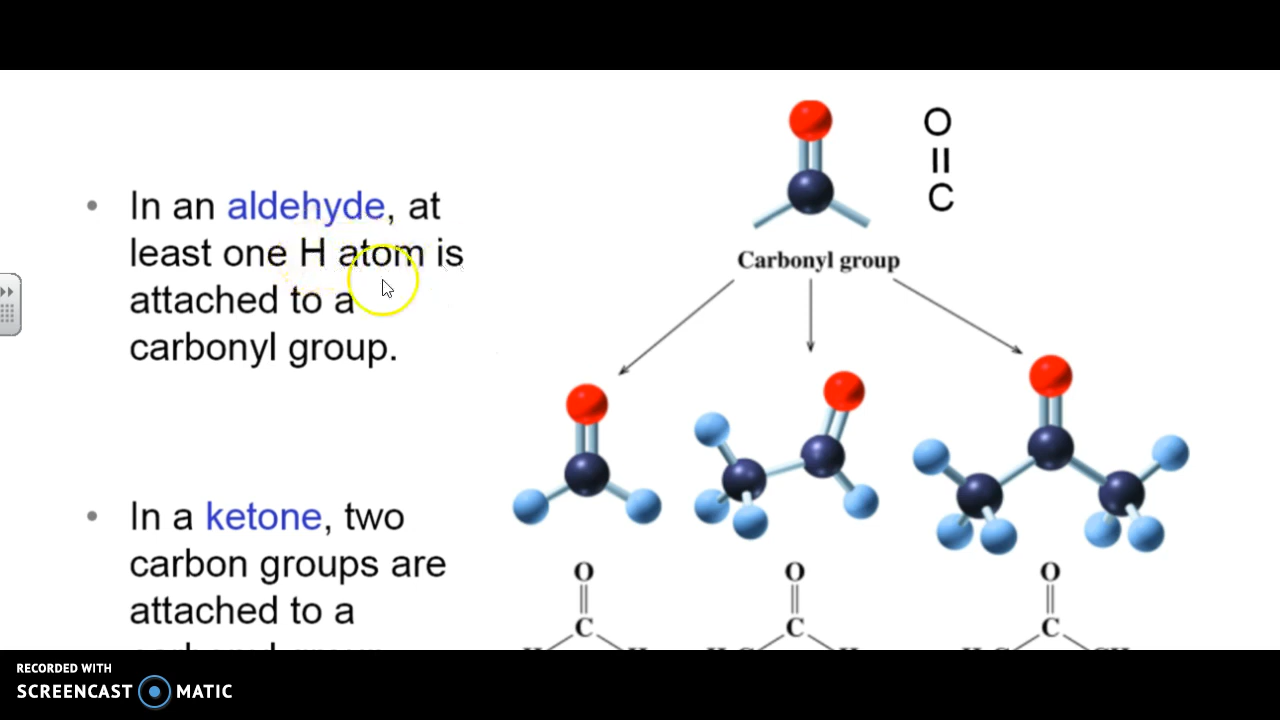 • In an aldehyde, at
least one H atom is
attached to a
carbonyl group.
• In a ketone, two
carbon groups are
attached to a
O
C
Carbonyl group
O O O
C C C
RECORDED WITH
SCREENCAST MATIC